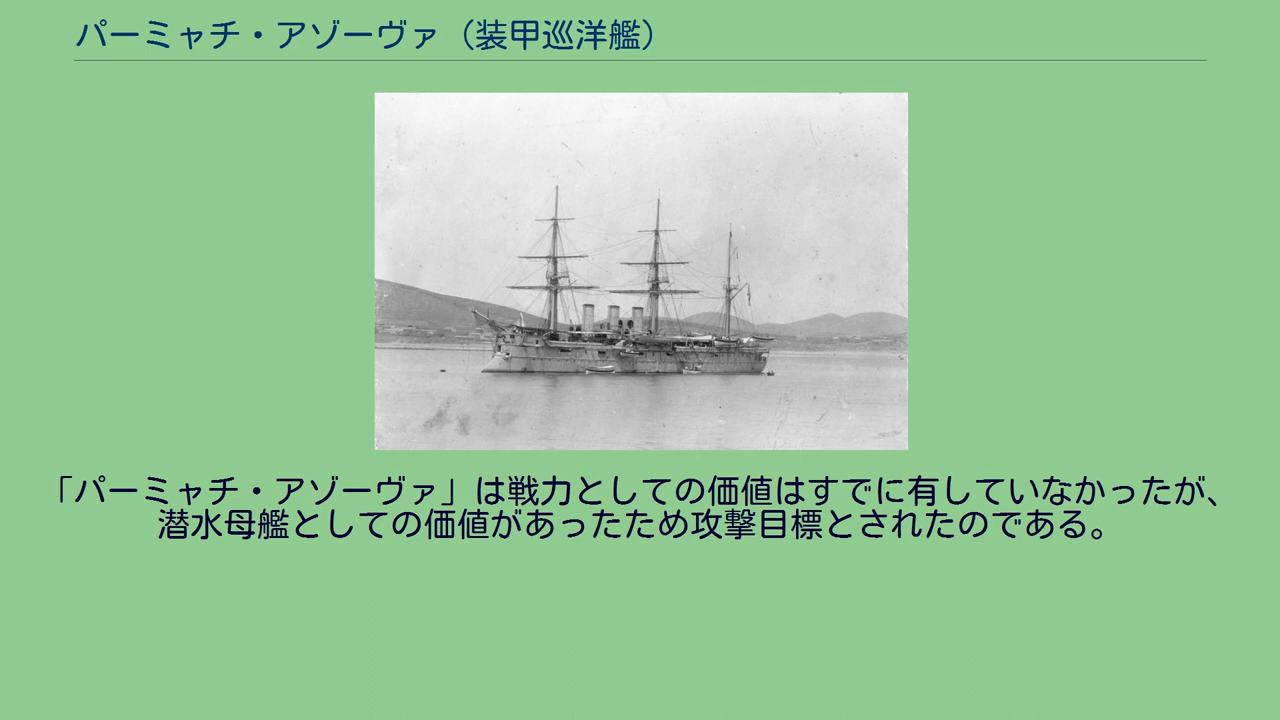 パーミャチ・アゾーヴァ（装甲巡洋艦）
「パーミャチ・アゾーヴァ」は戦力としての価値はすでに有していなかったが、
潜水母艦としての価値があったため攻撃目標とされたのである。